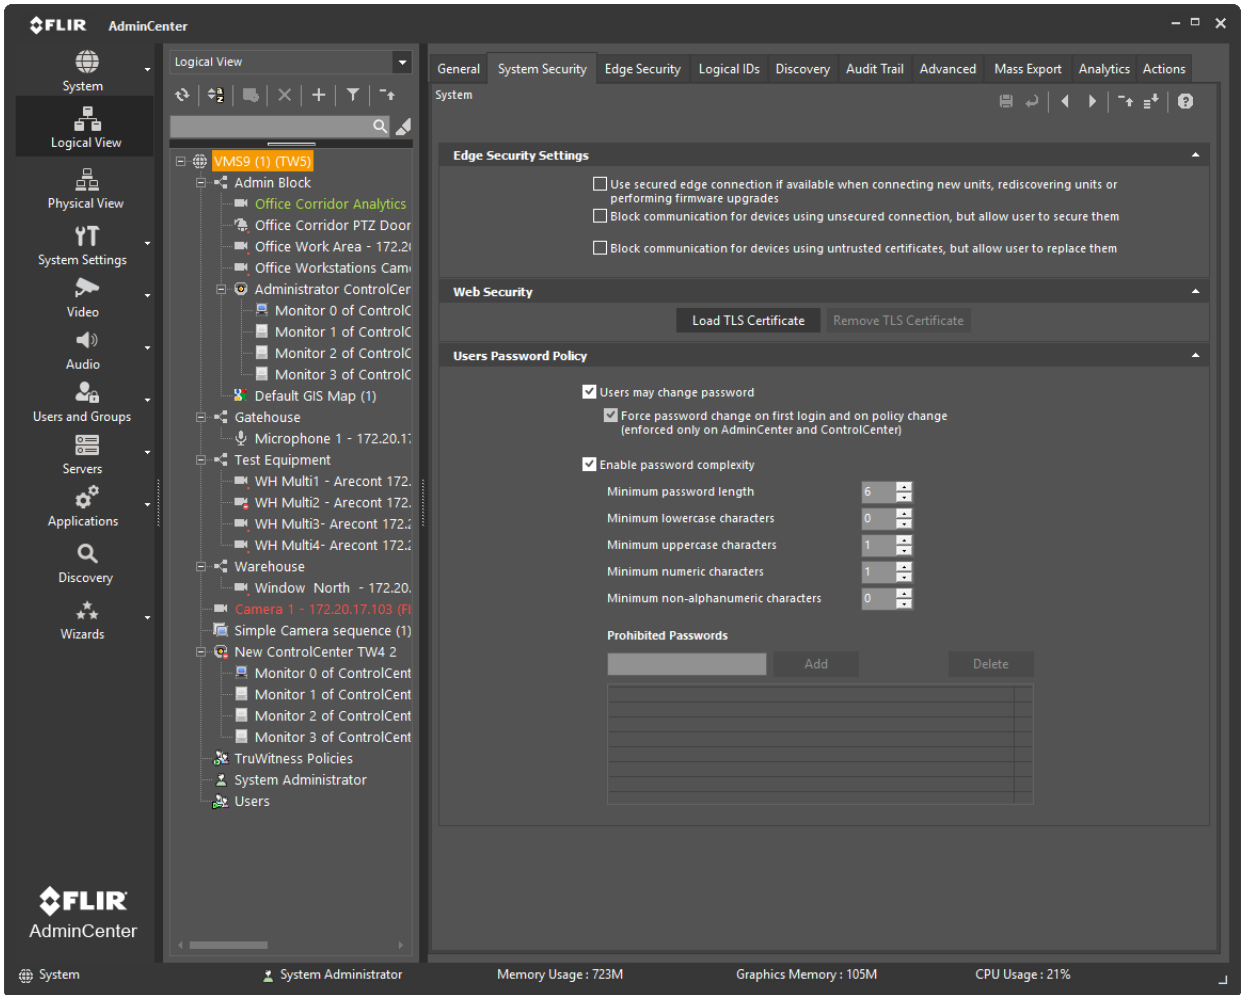 FLIR AdminCenter
System
Logical View
Physical View
System Settings
Video
Audio
Users and Groups
Servers
Applications
Discovery
Wizards
FLIR
AdminCenter
Logical View
VMS9 (1) (TW5)
Admin Block
Office Corridor Analytics
Office Corridor PTZ Door
Office Work Area - 172.20
Office Workstations Cam
Administrator ControlCer
Monitor 0 of ControlC
Monitor 1 of ControlC
Monitor 2 of ControlC
Monitor 3 of ControlC
Default GIS Map (1)
Gatehouse
Microphone 1 - 172.20.17
Test Equipment
WH Multi1 - Arecont 172.
WH Multi2 - Arecont 172.
WH Multi3- Arecont 172.2
WH Multi4- Arecont 172.2
Warehouse
Window North - 172.20.
Camera 1 - 172.20.17.103 (Fl
Simple Camera sequence (1)
New ControlCenter TW4 2
Monitor 0 of ControlCent
Monitor 1 of ControlCent
Monitor 2 of ControlCent
Monitor 3 of ControlCent
TruWitness Policies
System Administrator
Users
General System Security Edge Security Logical IDs Discovery Audit Trail Advanced Mass Export Analytics Actions
System
Edge Security Settings
Use secured edge connection if available when connecting new units, rediscovering units or
performing firmware upgrades
Block communication for devices using unsecured connection, but allow user to secure them
Block communication for devices using untrusted certificates, but allow user to replace them
Web Security
Load TLS Certificate Remove TLS Certificate
Users Password Policy
Users may change password
Force password change on first login and on policy change
(enforced only on AdminCenter and ControlCenter)
Enable password complexity
Minimum password length 6
Minimum lowercase characters 0
Minimum uppercase characters 1
Minimum numeric characters 1
Minimum non-alphanumeric characters 0
Prohibited Passwords
Add Delete
System System Administrator Memory Usage : 723M Graphics Memory : 105M CPU Usage : 21%